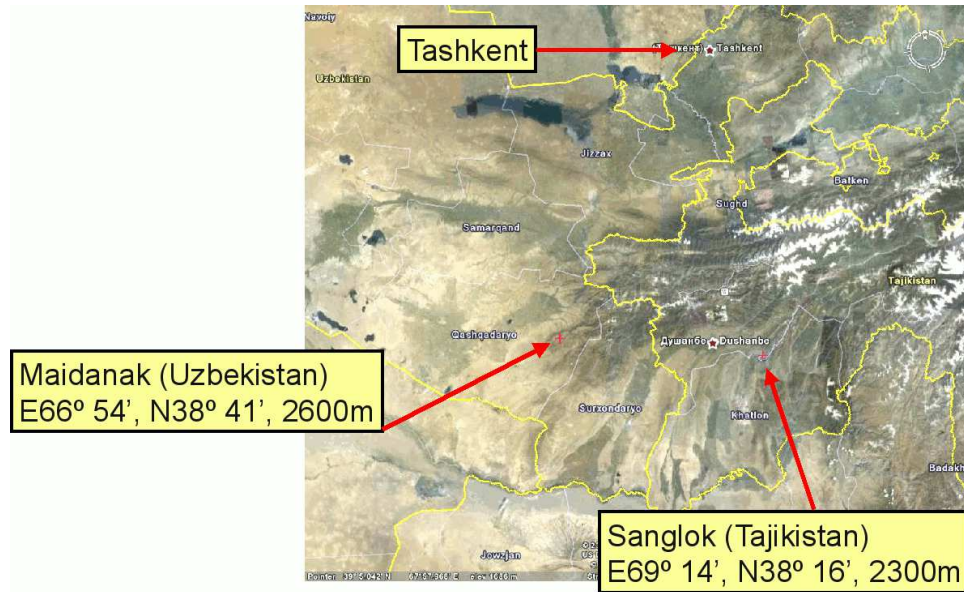 Navoiy
Tashkent
Tashkent
Uzbekistan
Jizzax
Batken
Sughd
Samarqand
Tajikistan
Qashqadaryo
Душанбе Dushanbe
Maidanak (Uzbekistan)
E66º 54’, N38º 41’, 2600m
Surxondaryo
Khatlon
Badakh
Sanglok (Tajikistan)
E69º 14’, N38º 16’, 2300m
Jowzjan
Pointer